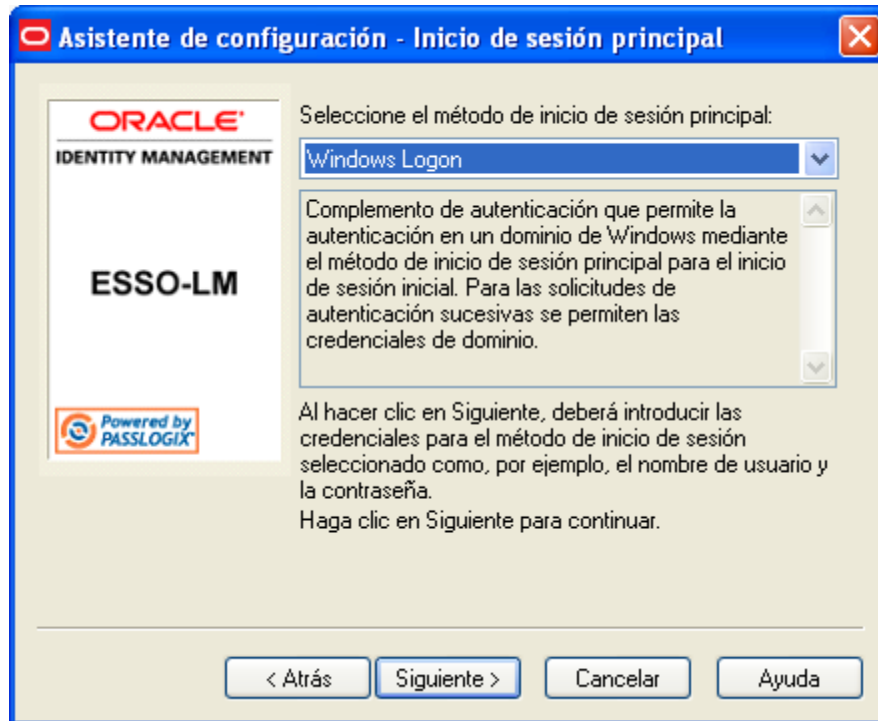 Asistente de configuración - Inicio de sesión principal
ORACLE'
IDENTITY MANAGEMENT
ESSO-LM
Powered by
PASSLOGIX
Seleccione el método de inicio de sesión principal:
Windows Logon
Complemento de autenticación que permite la
autenticación en un dominio de Windows mediante
el método de inicio de sesión principal para el inicio
de sesión inicial. Para las solicitudes de
autenticación sucesivas se permiten las
credenciales de dominio.
Al hacer clic en Siguiente, deberá introducir las
credenciales para el método de inicio de sesión
seleccionado como, por ejemplo, el nombre de usuario y
la contraseña.
Haga clic en Siguiente para continuar.
< Atrás Siguiente > Cancelar Ayuda